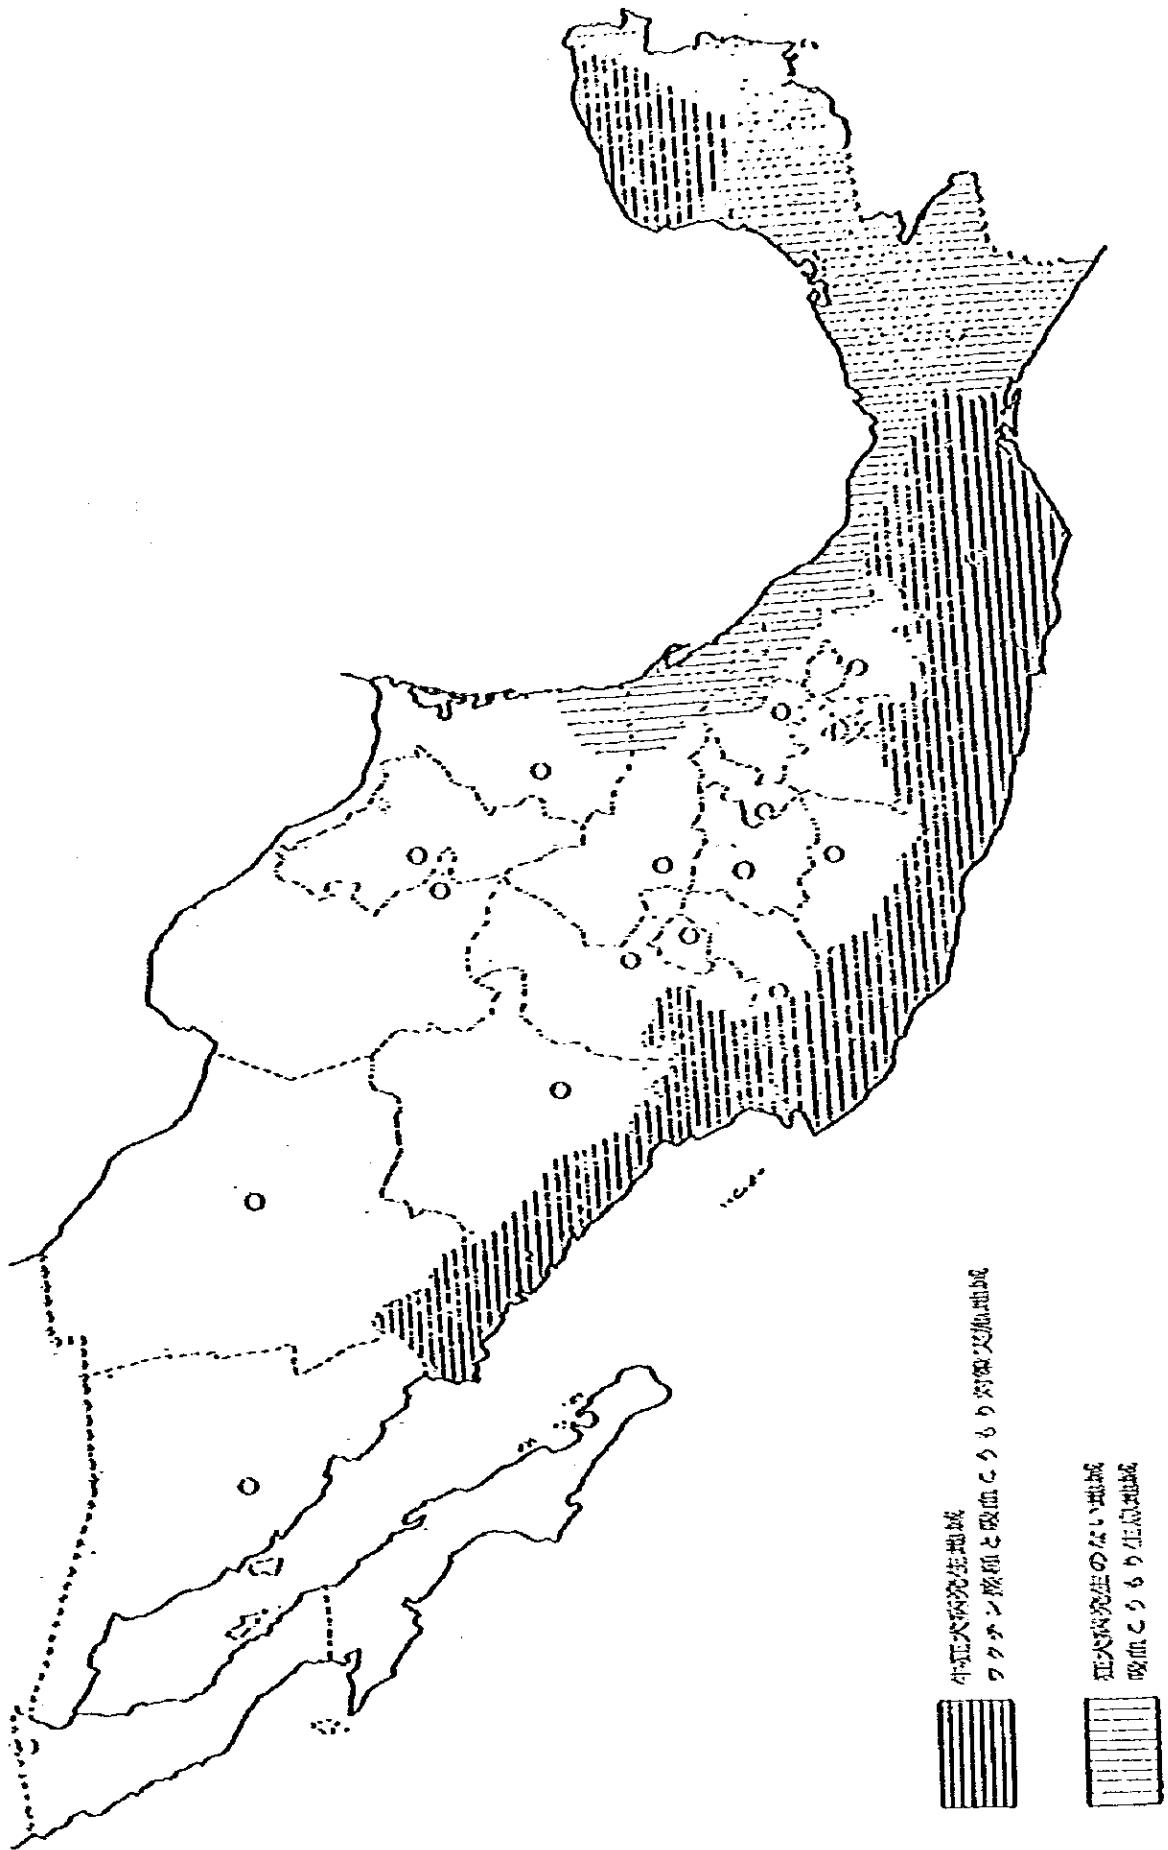 牛狂犬病発生地域
ワクチン接種と吸血こうもり対策実施地域
狂犬病発生のない地域
吸血こうもり生息地域